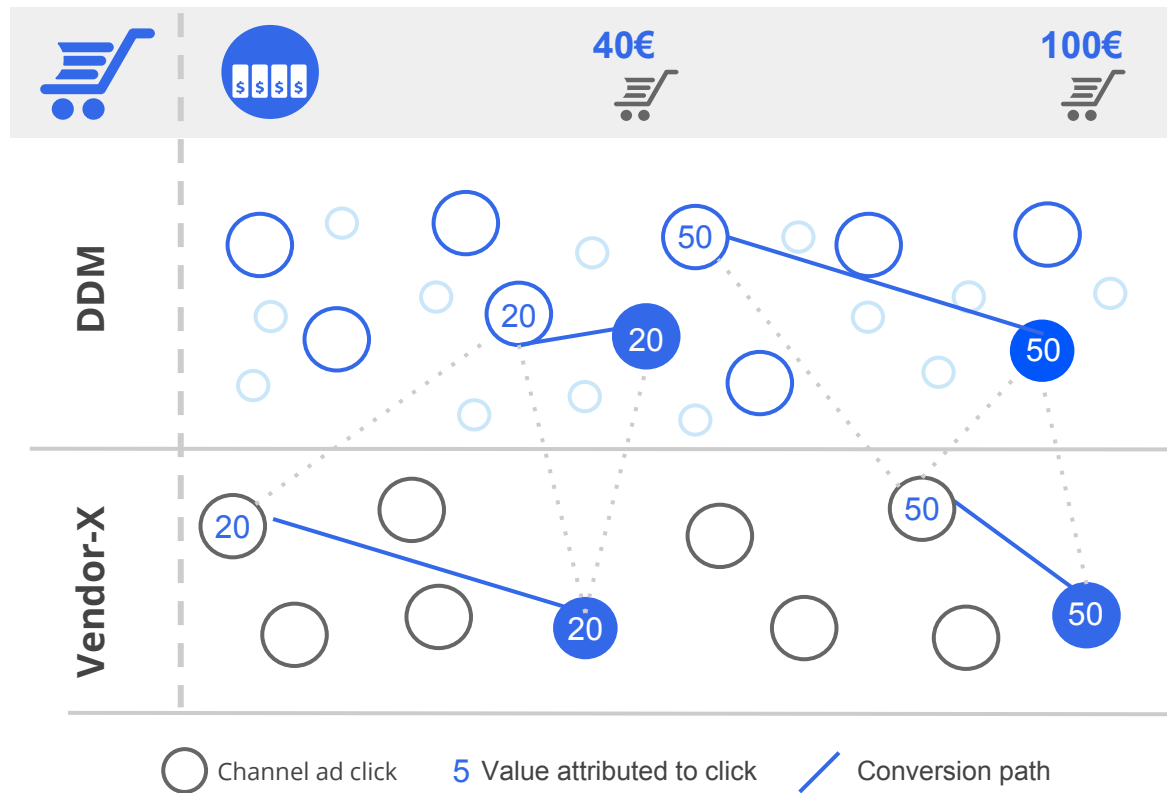 $ $ $ $
40€
100€
DDM
50
20
20
50
Vendor-X
20
50
20
50
Channel ad click
5 Value attributed to click
Conversion path